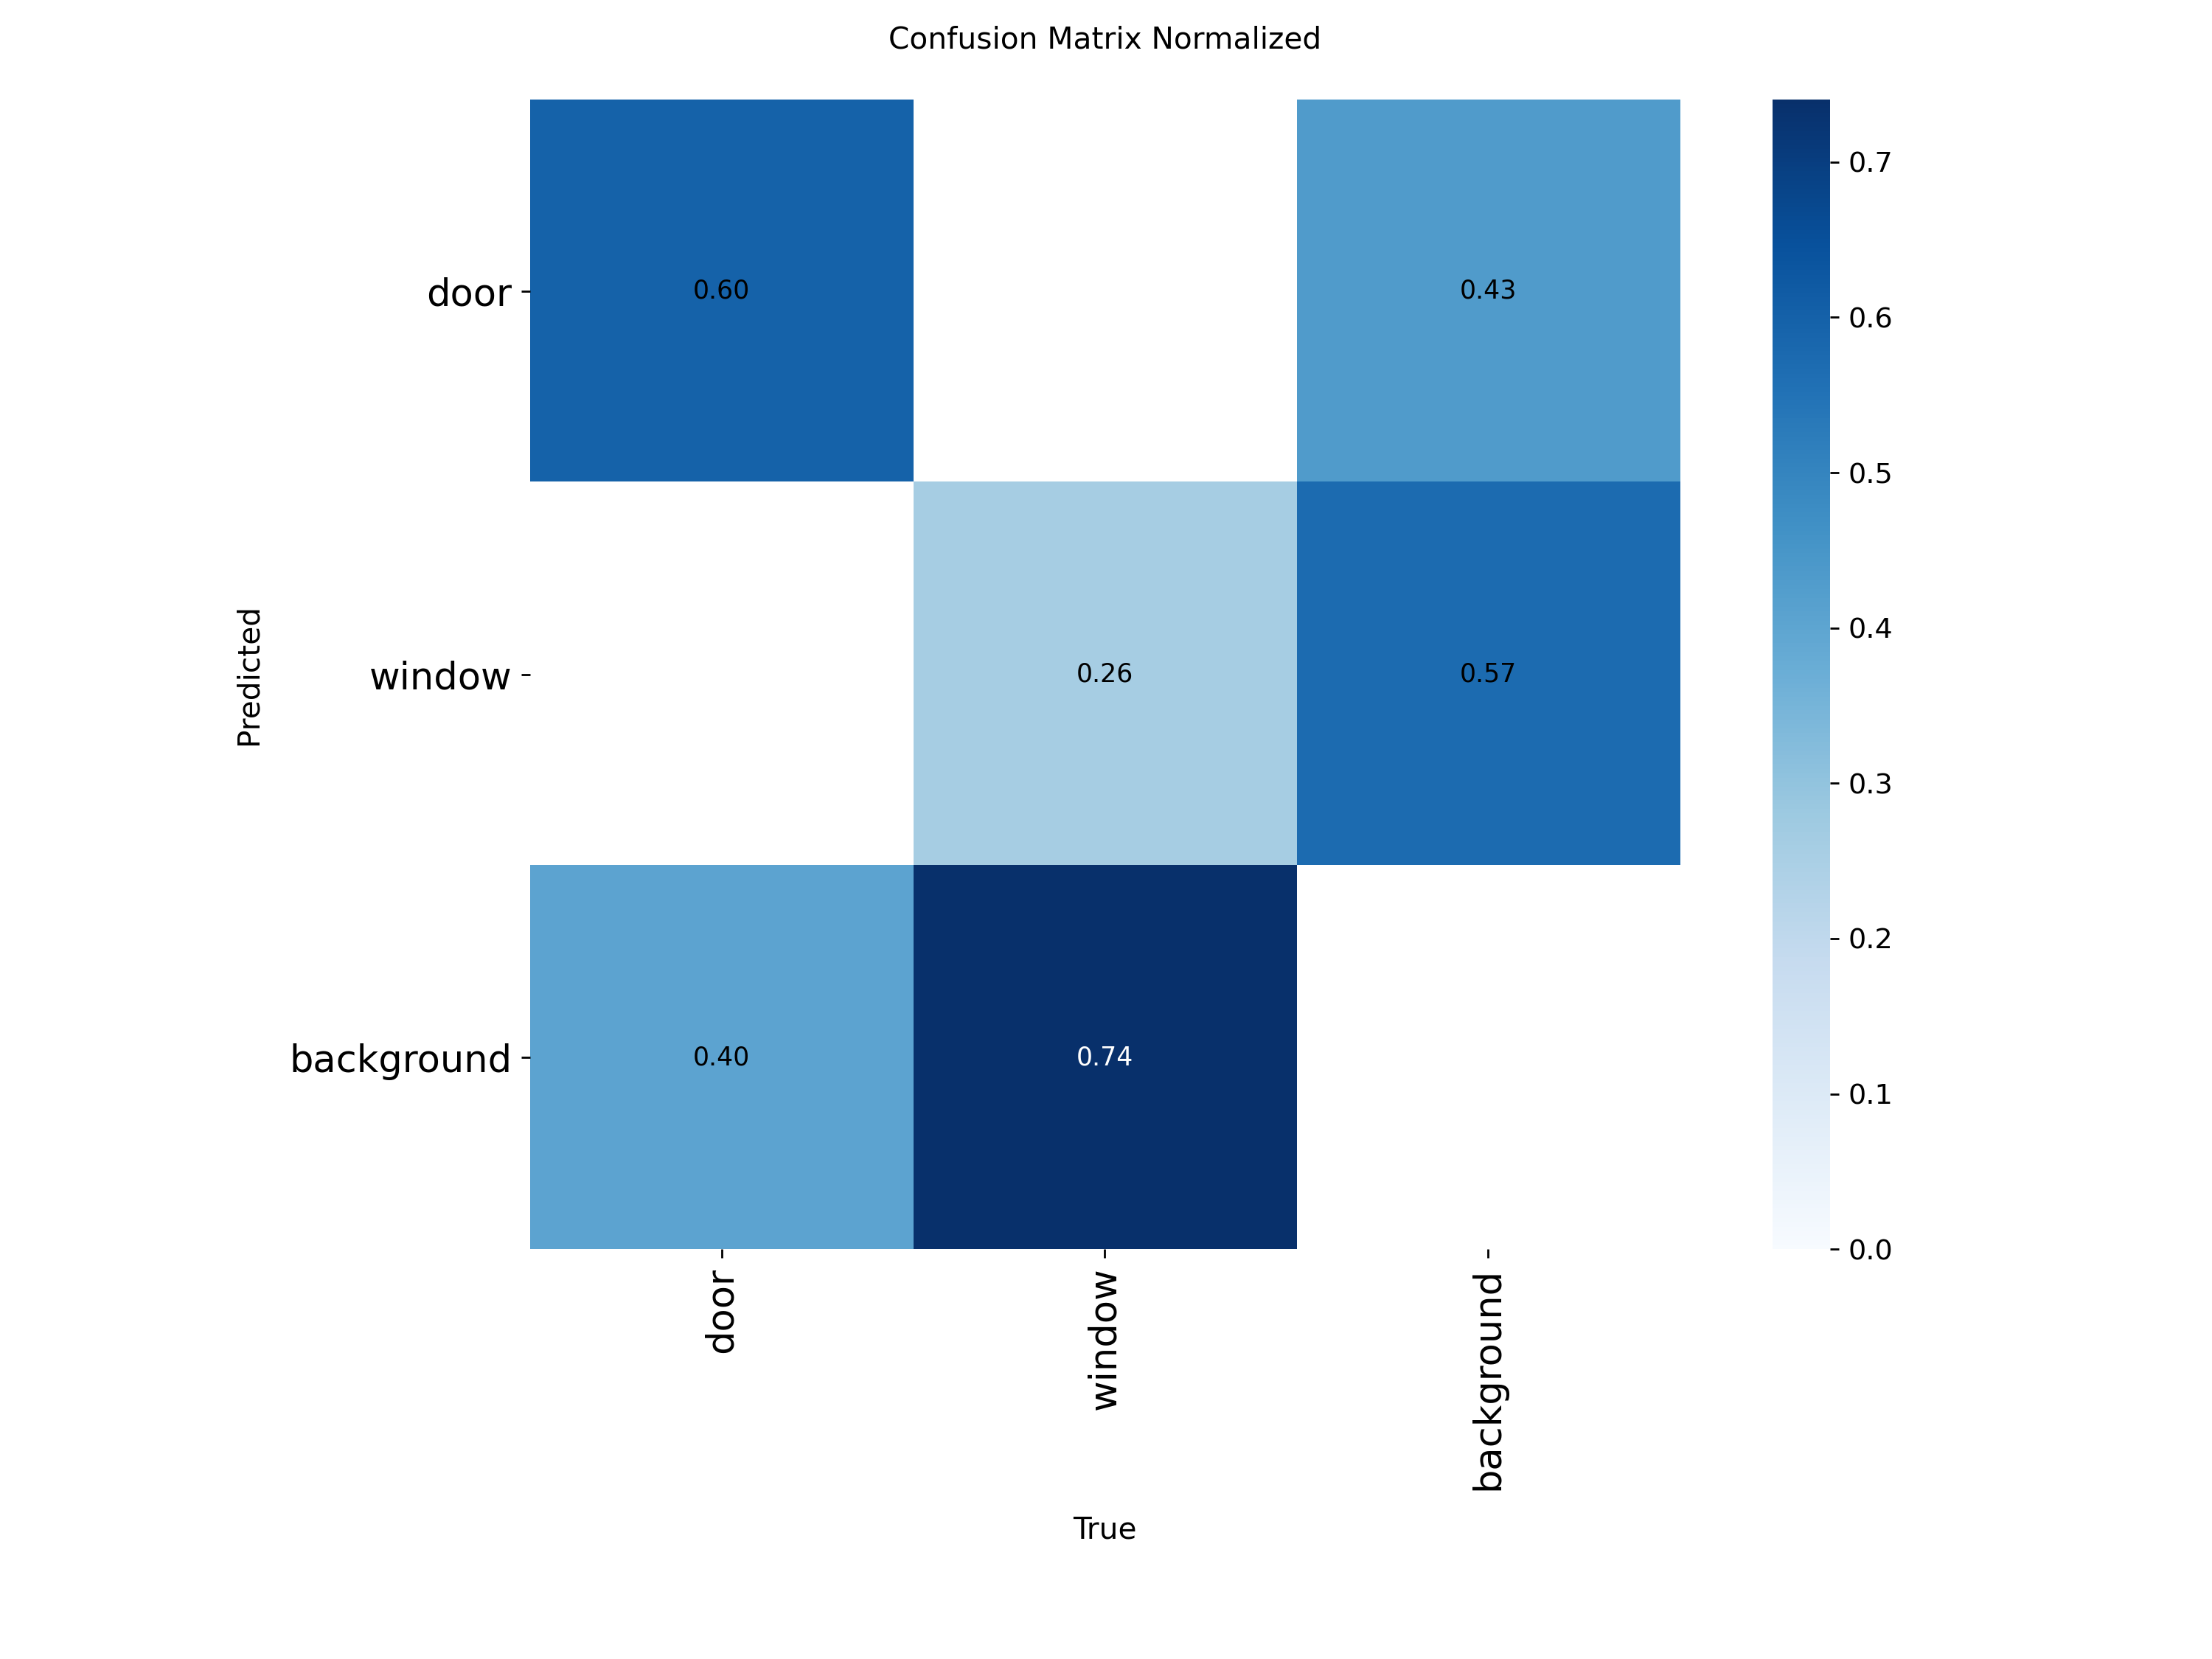 Confusion Matrix Normalized
door
0.60
0.43
window
0.26
0.57
background
0.40
0.74
door
window
background
Predicted
True
0.7
0.6
0.5
0.4
0.3
0.2
0.1
0.0